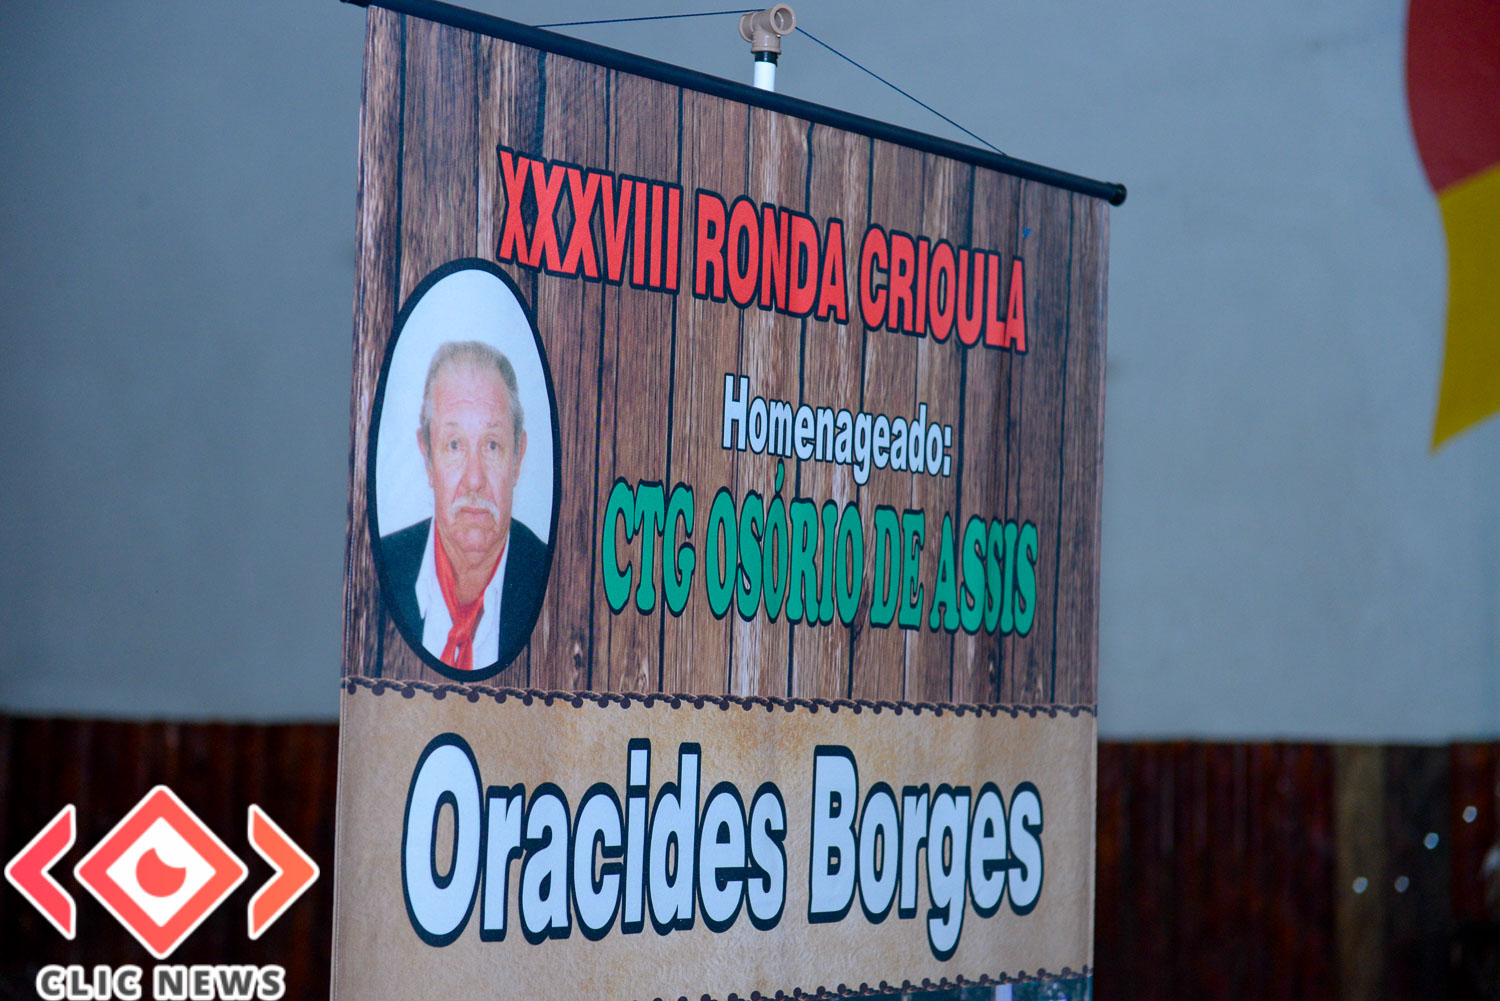 XXXVIII RONDA CRIOULA
Homenageado:
CTG OSÓRIO DE ASSIS
Oracides Borges
CLIC NEWS